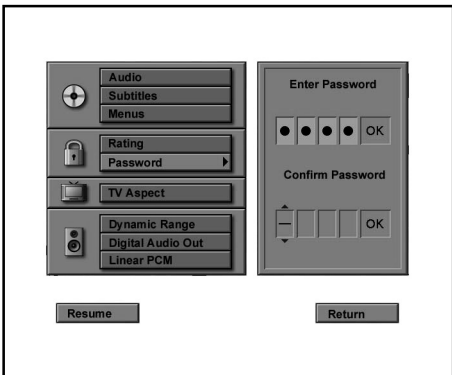 Audio
Subtitles
Menus
Rating
Password
TV Aspect
Dynamic Range
Digital Audio Out
Linear PCM
Enter Password
OK
Confirm Password
OK
Resume
Return